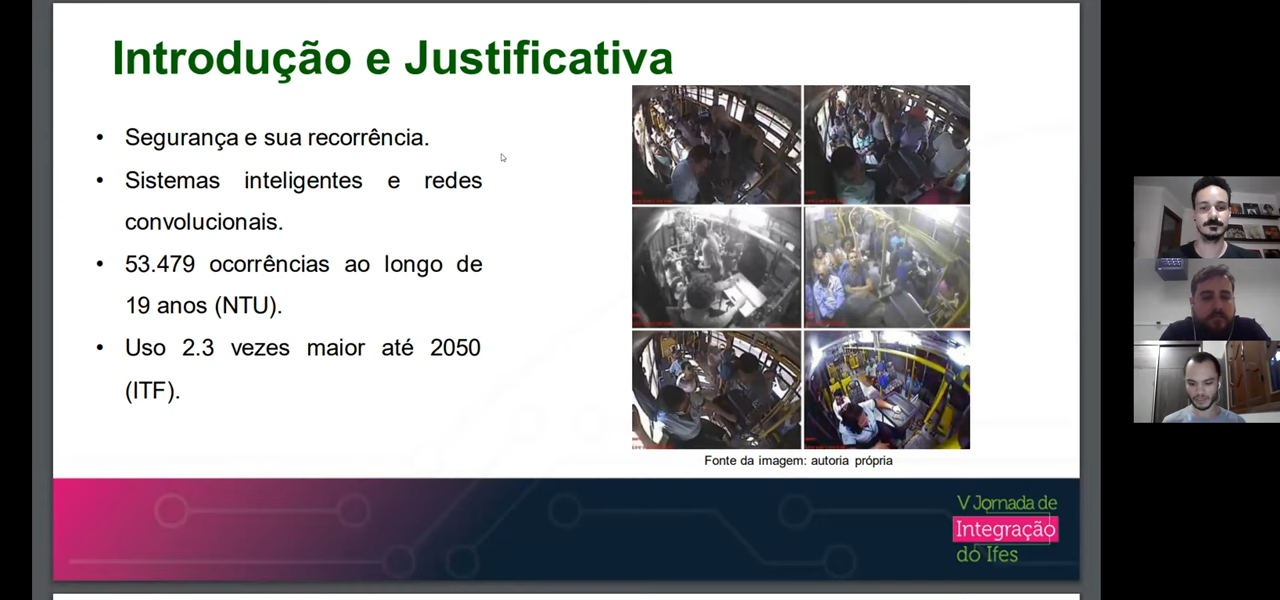 Introdução e Justificativa
• Segurança e sua recorrência.
• Sistemas inteligentes e redes
convolucionais.
• 53.479 ocorrências ao longo de
19 anos (NTU).
• Uso 2.3 vezes maior até 2050
(ITF).
Fonte da imagem: autoria própria
V Jornada de
Integração
do Ifes